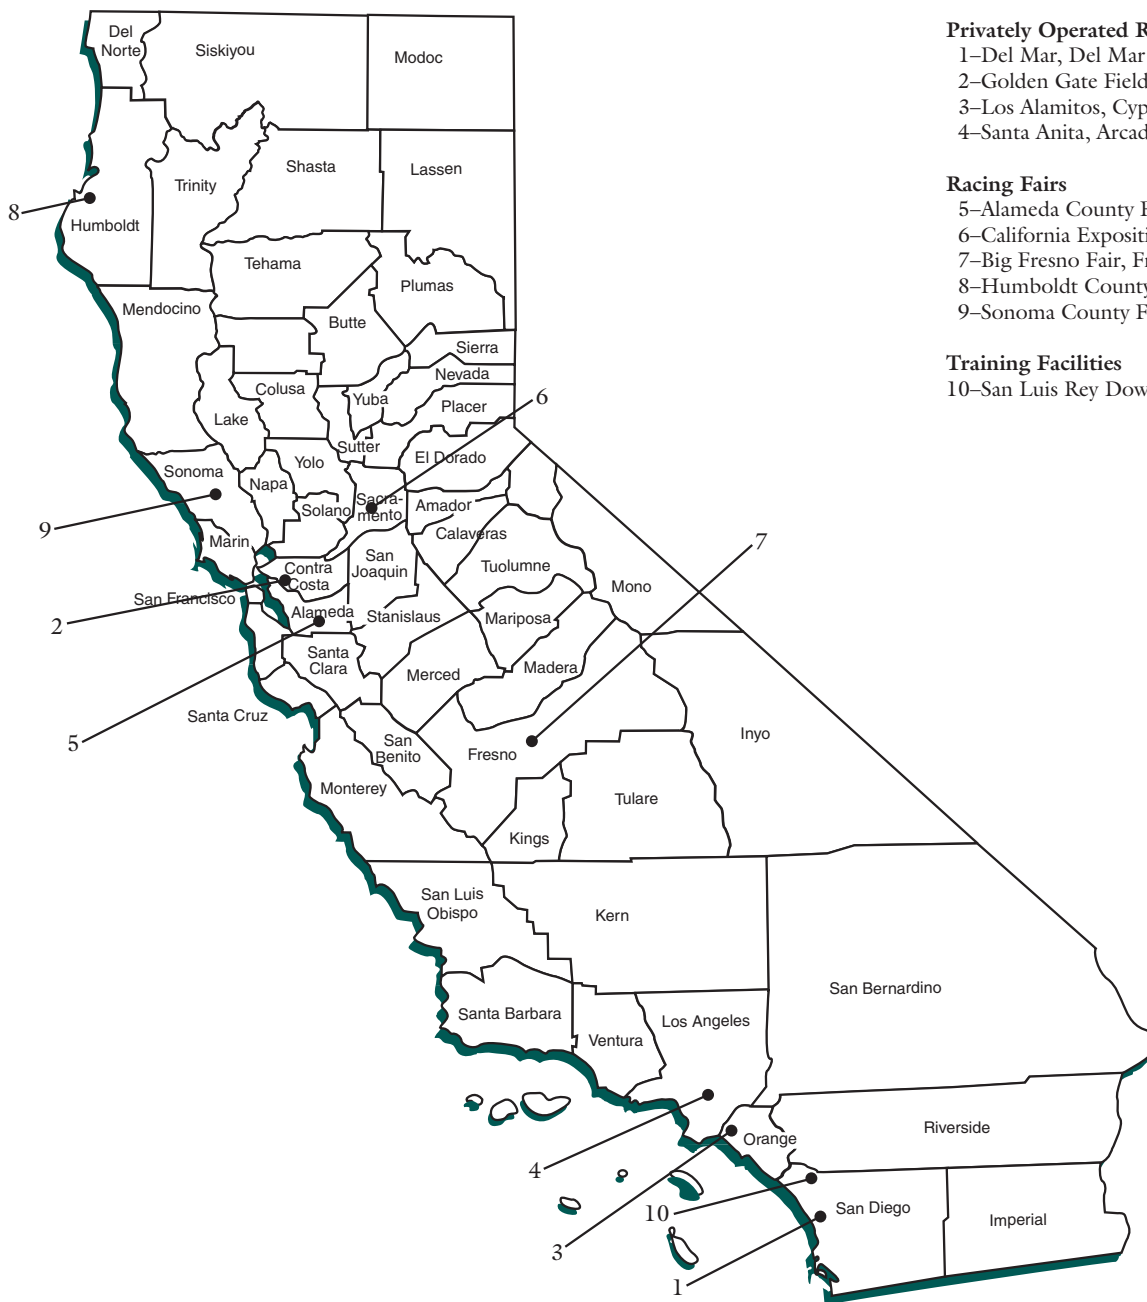 Privately Operated R
1–Del Mar, Del Mar
2–Golden Gate Field
3–Los Alamitos, Cyp
4–Santa Anita, Arcad
Racing Fairs
5–Alameda County
6–California Expositi
7–Big Fresno Fair, Fr
8–Humboldt County
9–Sonoma County F
Training Facilities
10–San Luis Rey Dow
Del
Norte
Siskiyou
Modoc
Trinity
Shasta
Lassen
8
Humboldt
Tehama
Plumas
Mendocino
Butte
Sierra
Nevada
Colusa
Yuba
Placer
6
Lake
Sutter
El Dorado
Yolo
Sonoma
Napa
Solano
Sacra-
mento
Amador
9
Marin
Calaveras
7
San
Joaquin
Contra
Costa
Tuolumne
Mono
San Francisco
2
Alameda
Stanislaus
Mariposa
Santa
Clara
Merced
Madera
Santa Cruz
5
San
Benito
Fresno
Inyo
Monterey
Tulare
Kings
San Luis
Obispo
Kern
San Bernardino
Santa Barbara
Ventura
Los Angeles
Riverside
Orange
4
10
San Diego
Imperial
3
1